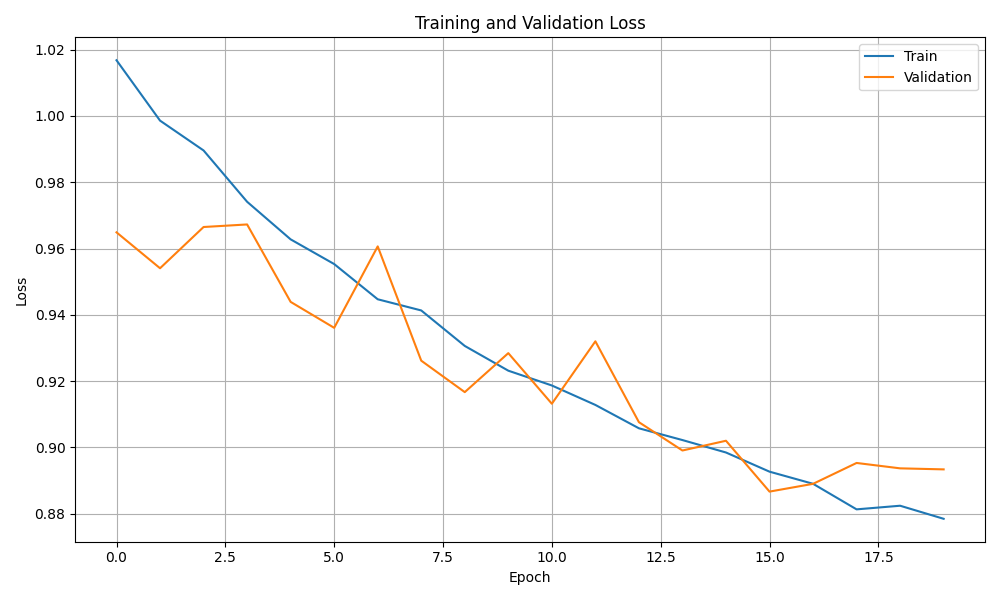 Training and Validation Loss
Train
Validation
1.02
1.00
0.98
0.96
0.94
0.92
0.90
0.88
Loss
0.0 2.5 5.0 7.5 10.0 12.5 15.0 17.5
Epoch